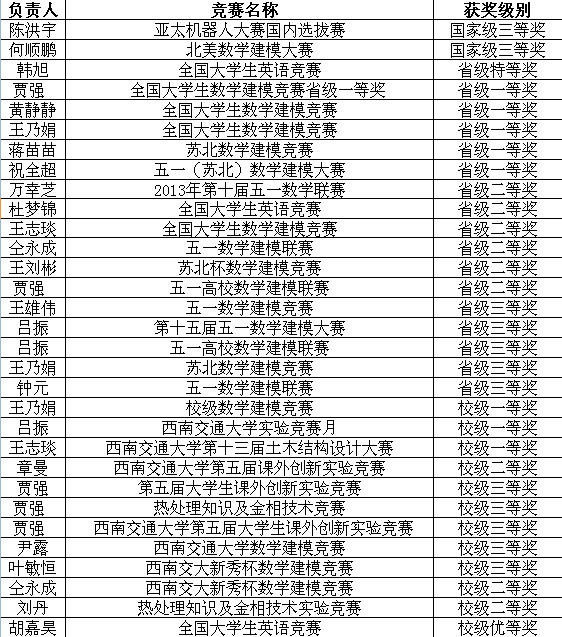 负责人 竞赛名称 获奖级别
陈洪宇 亚太机器人大赛国内选拔赛 国家级三等奖
何顺鹏 北美数学建模大赛 国家级三等奖
韩旭 全国大学生英语竞赛 省级特等奖
贾强 全国大学生数学建模竞赛省级一等奖 省级一等奖
黄静静 全国大学生数学建模竞赛 省级一等奖
王乃娟 全国大学生数学建模竞赛 省级一等奖
蒋苗苗 苏北数学建模竞赛 省级一等奖
祝全超 五一（苏北）数学建模大赛 省级一等奖
万幸芝 2013年第十届五一数学联赛 省级二等奖
杜梦锦 全国大学生英语竞赛 省级二等奖
王志琰 全国大学生数学建模竞赛 省级二等奖
仝永成 五一数学建模联赛 省级二等奖
王刘彬 苏北杯数学建模竞赛 省级二等奖
贾强 五一高校数学建模联赛 省级二等奖
王雄伟 五一数学建模竞赛 省级三等奖
吕振 第十五届五一数学建模大赛 省级三等奖
吕振 五一高校数学建模联赛 省级三等奖
王乃娟 苏北数学建模竞赛 省级三等奖
钟元 五一数学建模联赛 省级三等奖
王乃娟 校级数学建模竞赛 校级一等奖
吕振 西南交通大学实验竞赛月 校级一等奖
王志琰 西南交通大学第十三届土木结构设计大赛 校级一等奖
章曼 西南交通大学第五届课外创新实验竞赛 校级二等奖
贾强 第五届大学生课外创新实验竞赛 校级三等奖
贾强 热处理知识及金相技术竞赛 校级三等奖
贾强 西南交通大学第五届大学生课外创新实验竞赛 校级三等奖
尹露 西南交通大学数学建模竞赛 校级三等奖
叶敏恒 西南交大新秀杯数学建模竞赛 校级三等奖
仝永成 西南交大新秀杯数学建模竞赛 校级二等奖
刘丹 热处理知识及金相技术实验竞赛 校级二等奖
胡嘉昊 全国大学生英语竞赛 校级优等奖